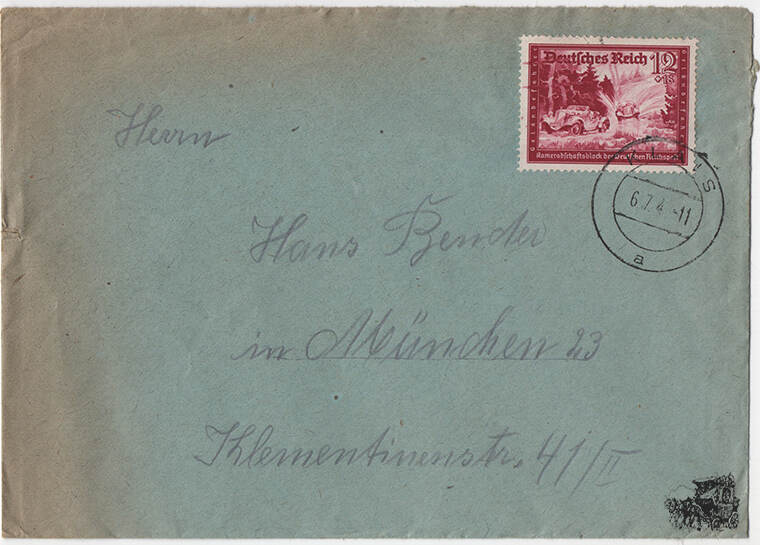 Deutsches Reich 12
Kameradschaftsblock der Deutschen Reichspost
6.7.4 -11
a
Herrn
Hans Bender
in München 23
Klementinenstr. 41/II